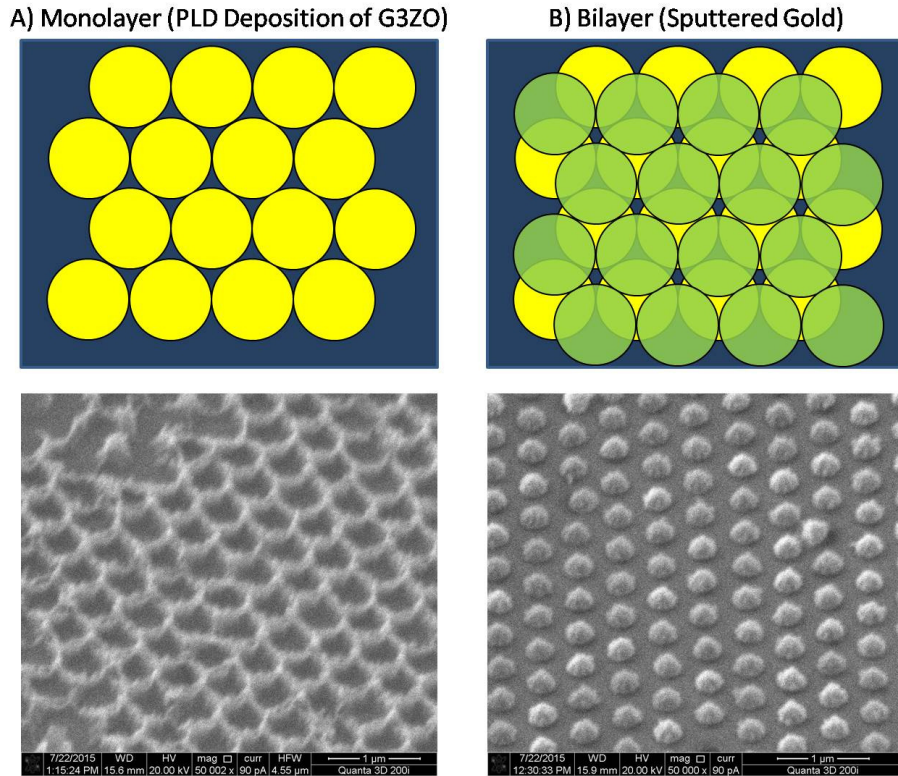 A) Monolayer (PLD Deposition of G3ZO)
B) Bilayer (Sputtered Gold)
7/22/2015 WD HV mag □ curr HFW 1 µm
1:15:24 PM 15.6 mm 20.00 kV 50 002 x 90 pA 4.55 µm Quanta 3D 200i
7/22/2015 WD HV mag □ curr 1 µm
12:30:33 PM 15.9 mm 20.00 kV 50 000 x 90 pA Quanta 3D 200i